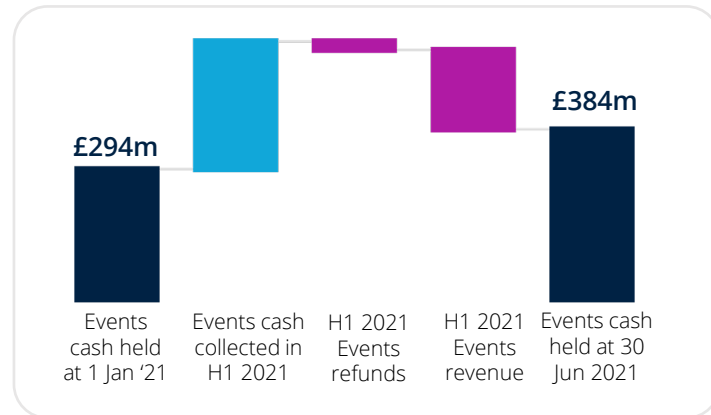 £294m
£384m
Events
cash held
at 1 Jan ‘21
Events cash
collected in
H1 2021
H1 2021
Events
refunds
H1 2021
Events
revenue
Events cash
held at 30
Jun 2021